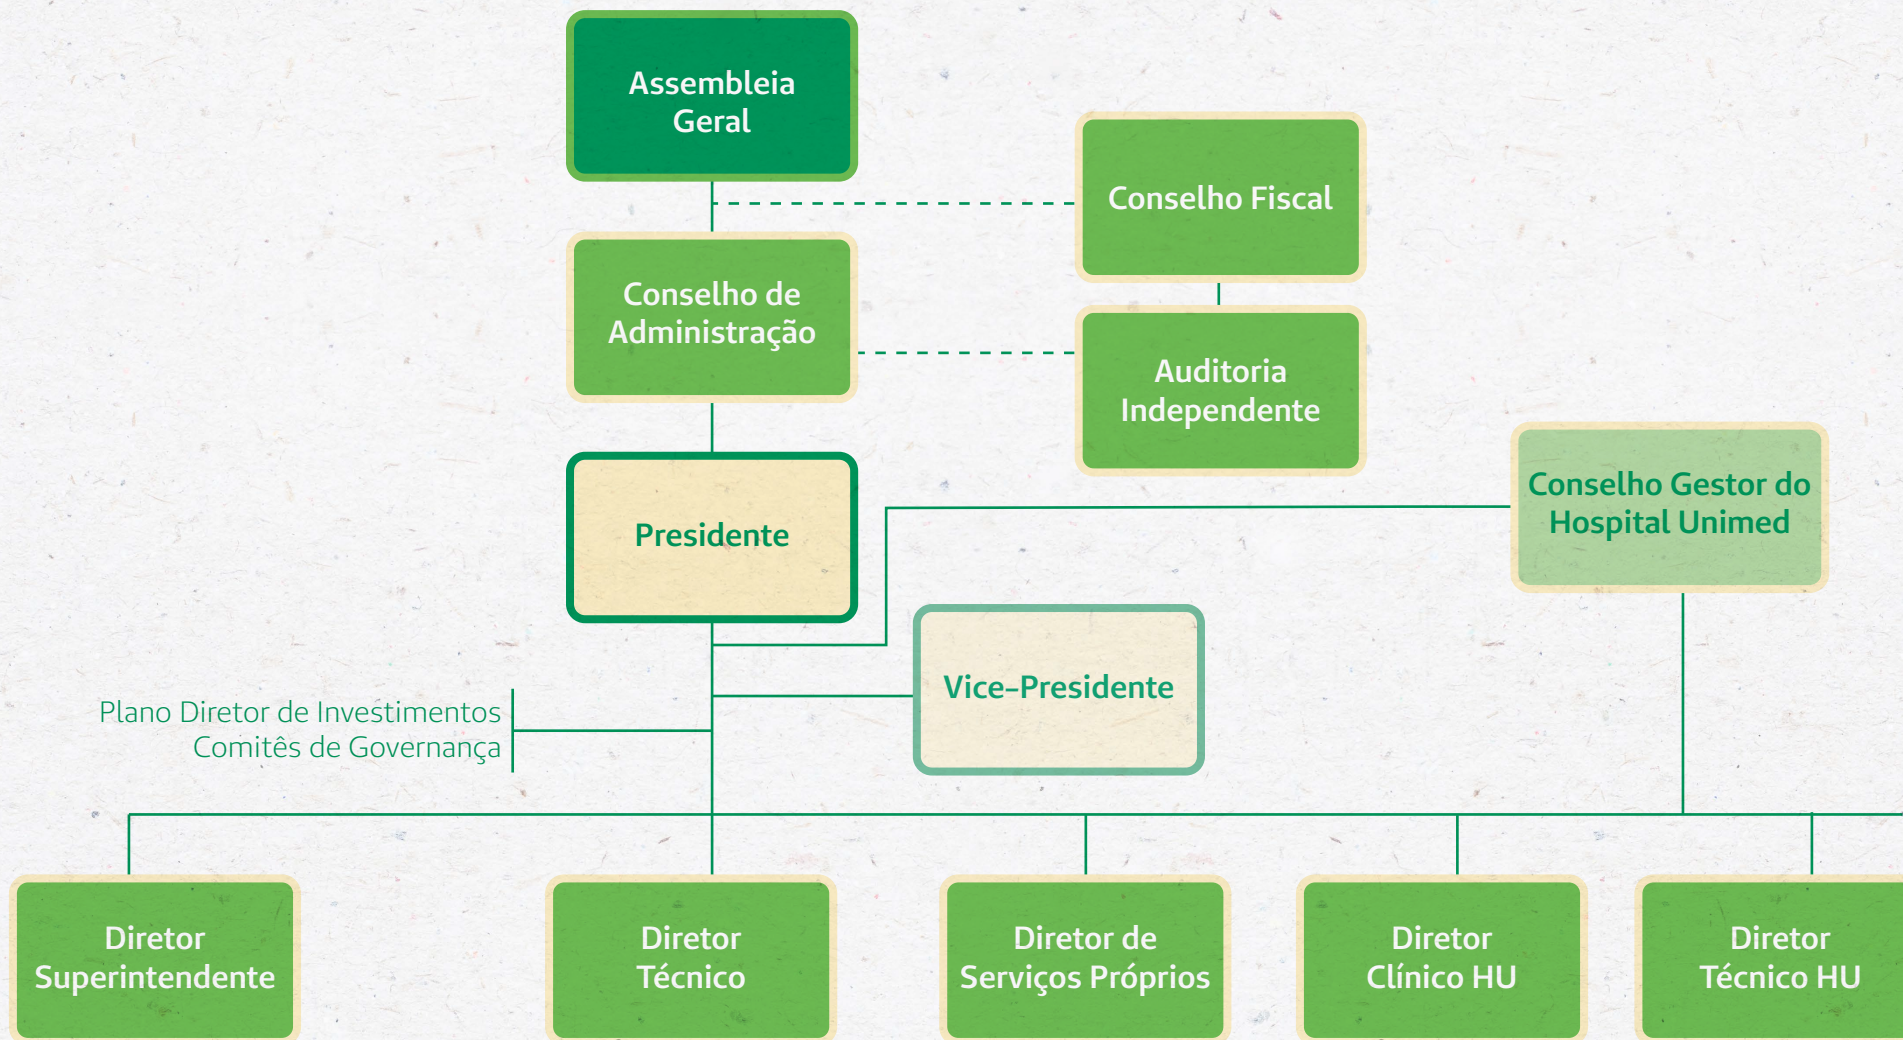 Assembleia
Geral
Conselho Fiscal
Conselho de
Administração
Auditoria
Independente
Presidente
Conselho Gestor do
Hospital Unimed
Vice-Presidente
Plano Diretor de Investimentos
Comitês de Governança
Diretor
Superintendente
Diretor
Técnico
Diretor de
Serviços Próprios
Diretor
Clínico HU
Diretor
Técnico HU